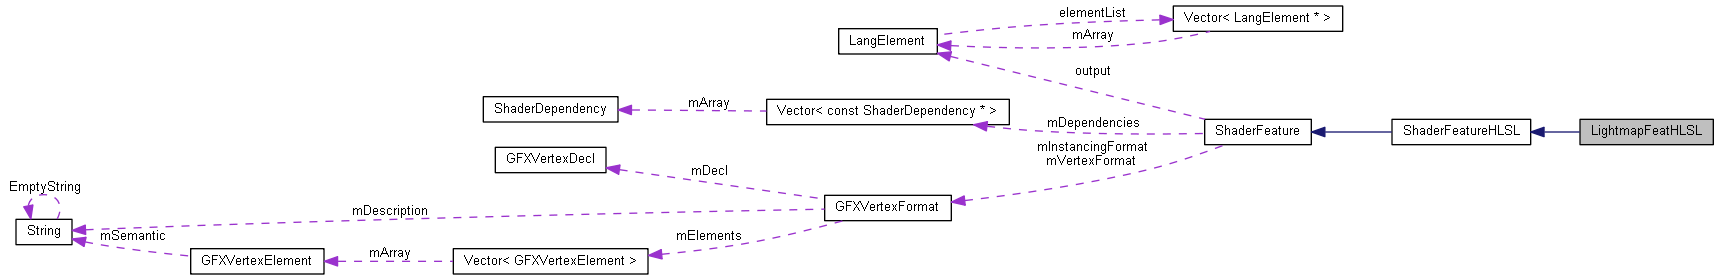 elementList
Vector< LangElement * >
mArray
LangElement
output
ShaderDependency
mArray
Vector< const ShaderDependency * >
mDependencies
ShaderFeature
ShaderFeatureHLSL
LightmapFeatHLSL
mInstancingFormat
mVertexFormat
GFXVertexDecl
mDecl
EmptyString
GFXVertexFormat
mDescription
String
mSemantic
mElements
GFXVertexElement
mArray
Vector< GFXVertexElement >